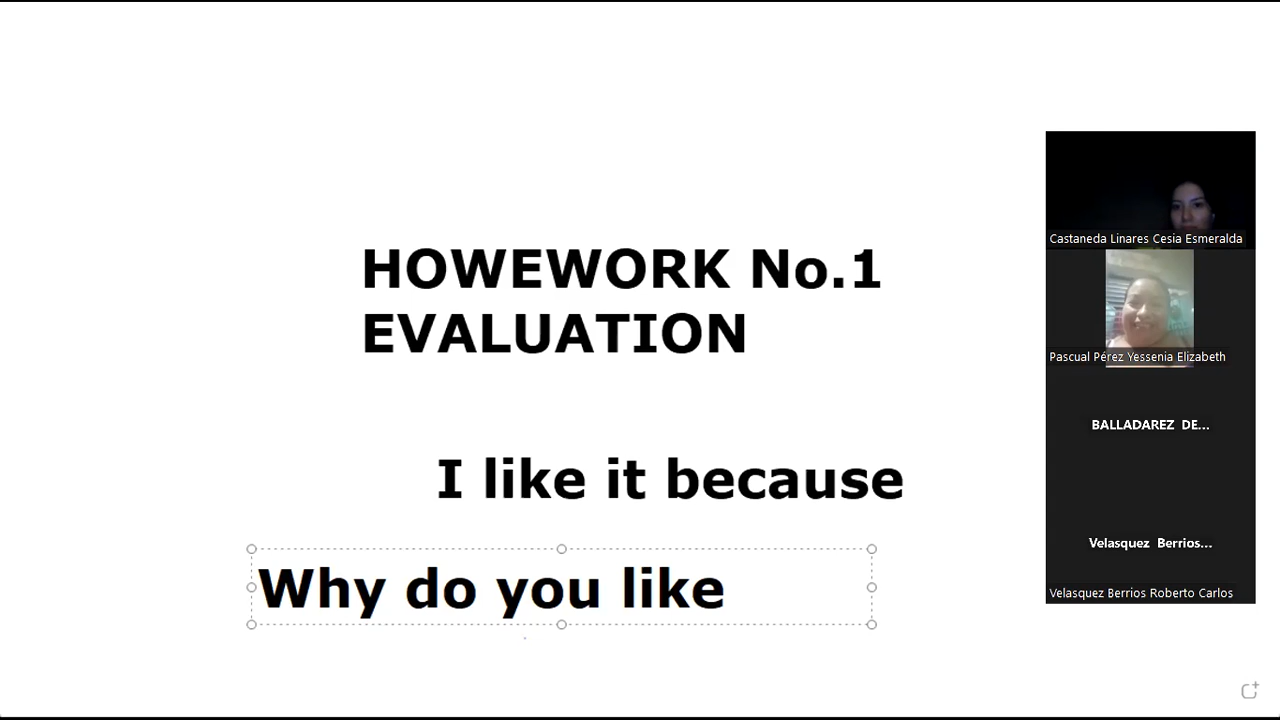 HOWEWORK No.1
EVALUATION
I like it because
Why do you like
Castaneda Linares Cesia Esmeralda
Pascual Pérez Yessenia Elizabeth
BALLADAREZ DE...
Velasquez Berrios...
Velasquez Berrios Roberto Carlos